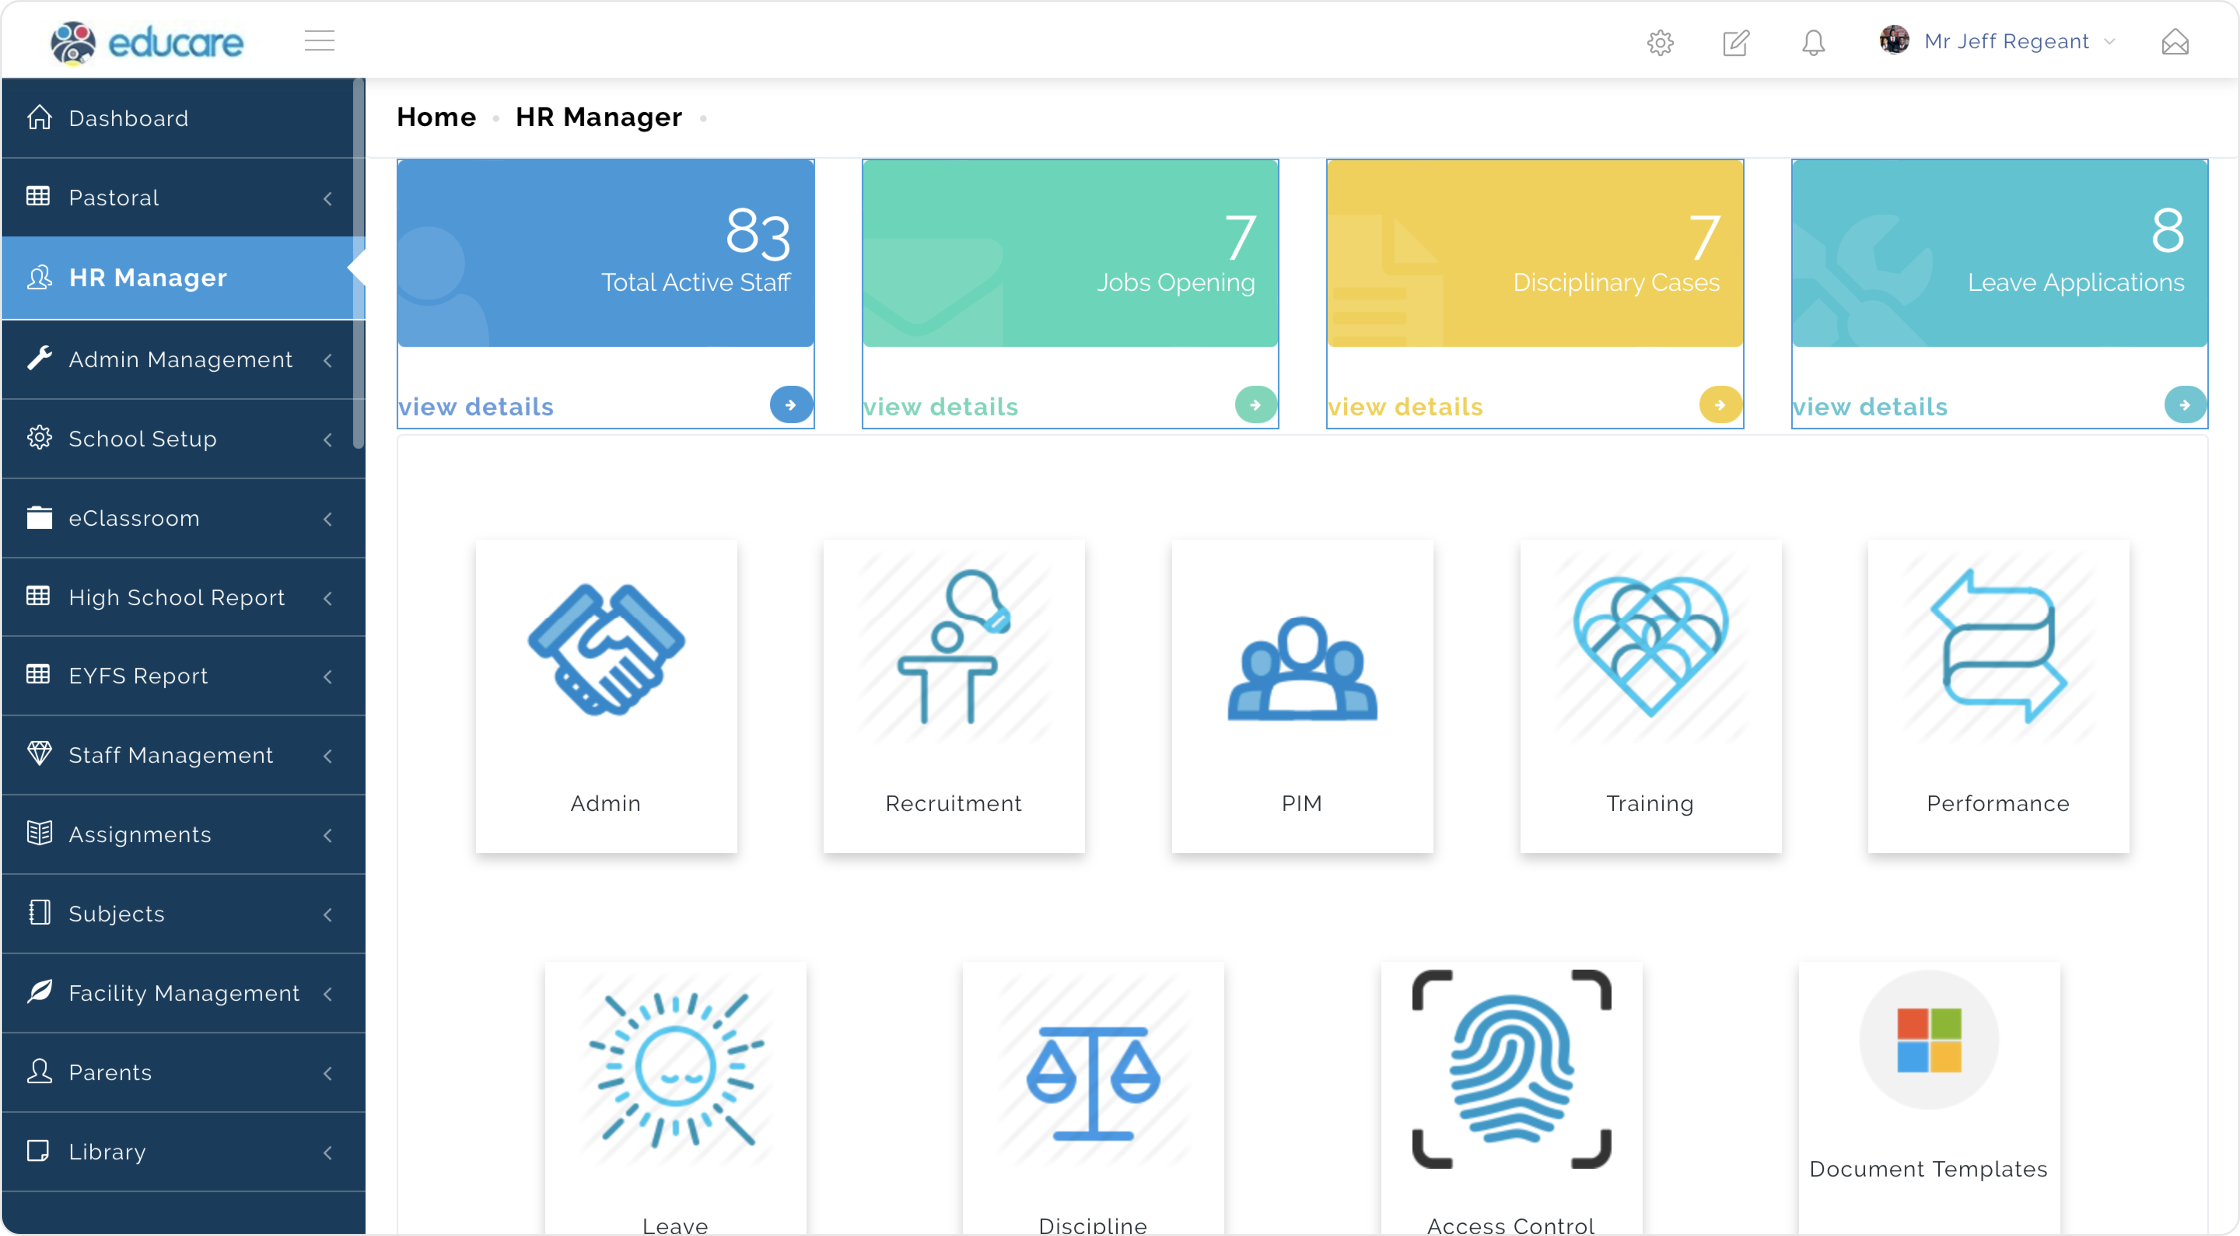 educare
Mr Jeff Regeant
Dashboard
Pastoral
HR Manager
Admin Management
School Setup
eClassroom
High School Report
EYFS Report
Staff Management
Assignments
Subjects
Facility Management
Parents
Library
Home • HR Manager •
83
Total Active Staff
view details
7
Jobs Opening
view details
7
Disciplinary Cases
view details
8
Leave Applications
view details
Admin
Recruitment
PIM
Training
Performance
Leave
Discipline
Access Control
Document Templates